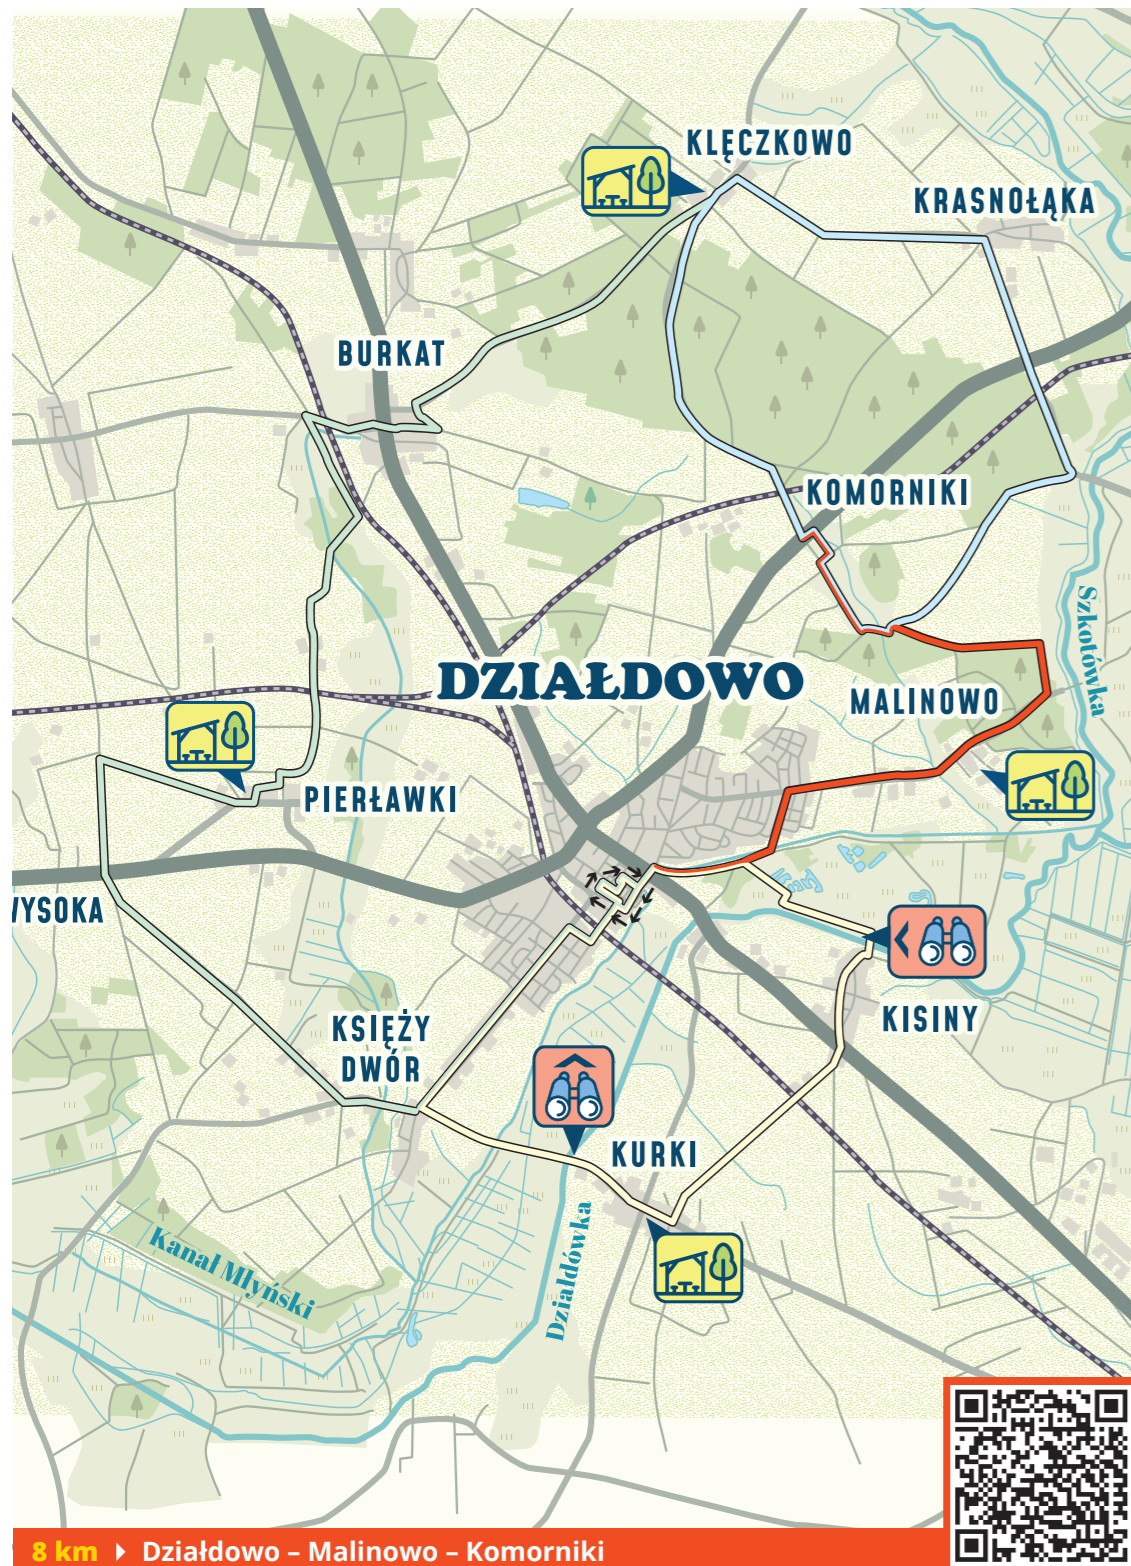 KLĘCZKOWO
KRASNOŁĄKA
BURKAT
KOMORNIKI
Szkotówka
DZIAŁDOWO
MALINOWO
PIERŁAWKI
WYSOKA
KISINY
KSIĘŻY
DWÓR
KURKI
Kanał Młyński
Działdówka
8 km Działdowo – Malinowo – Komorniki